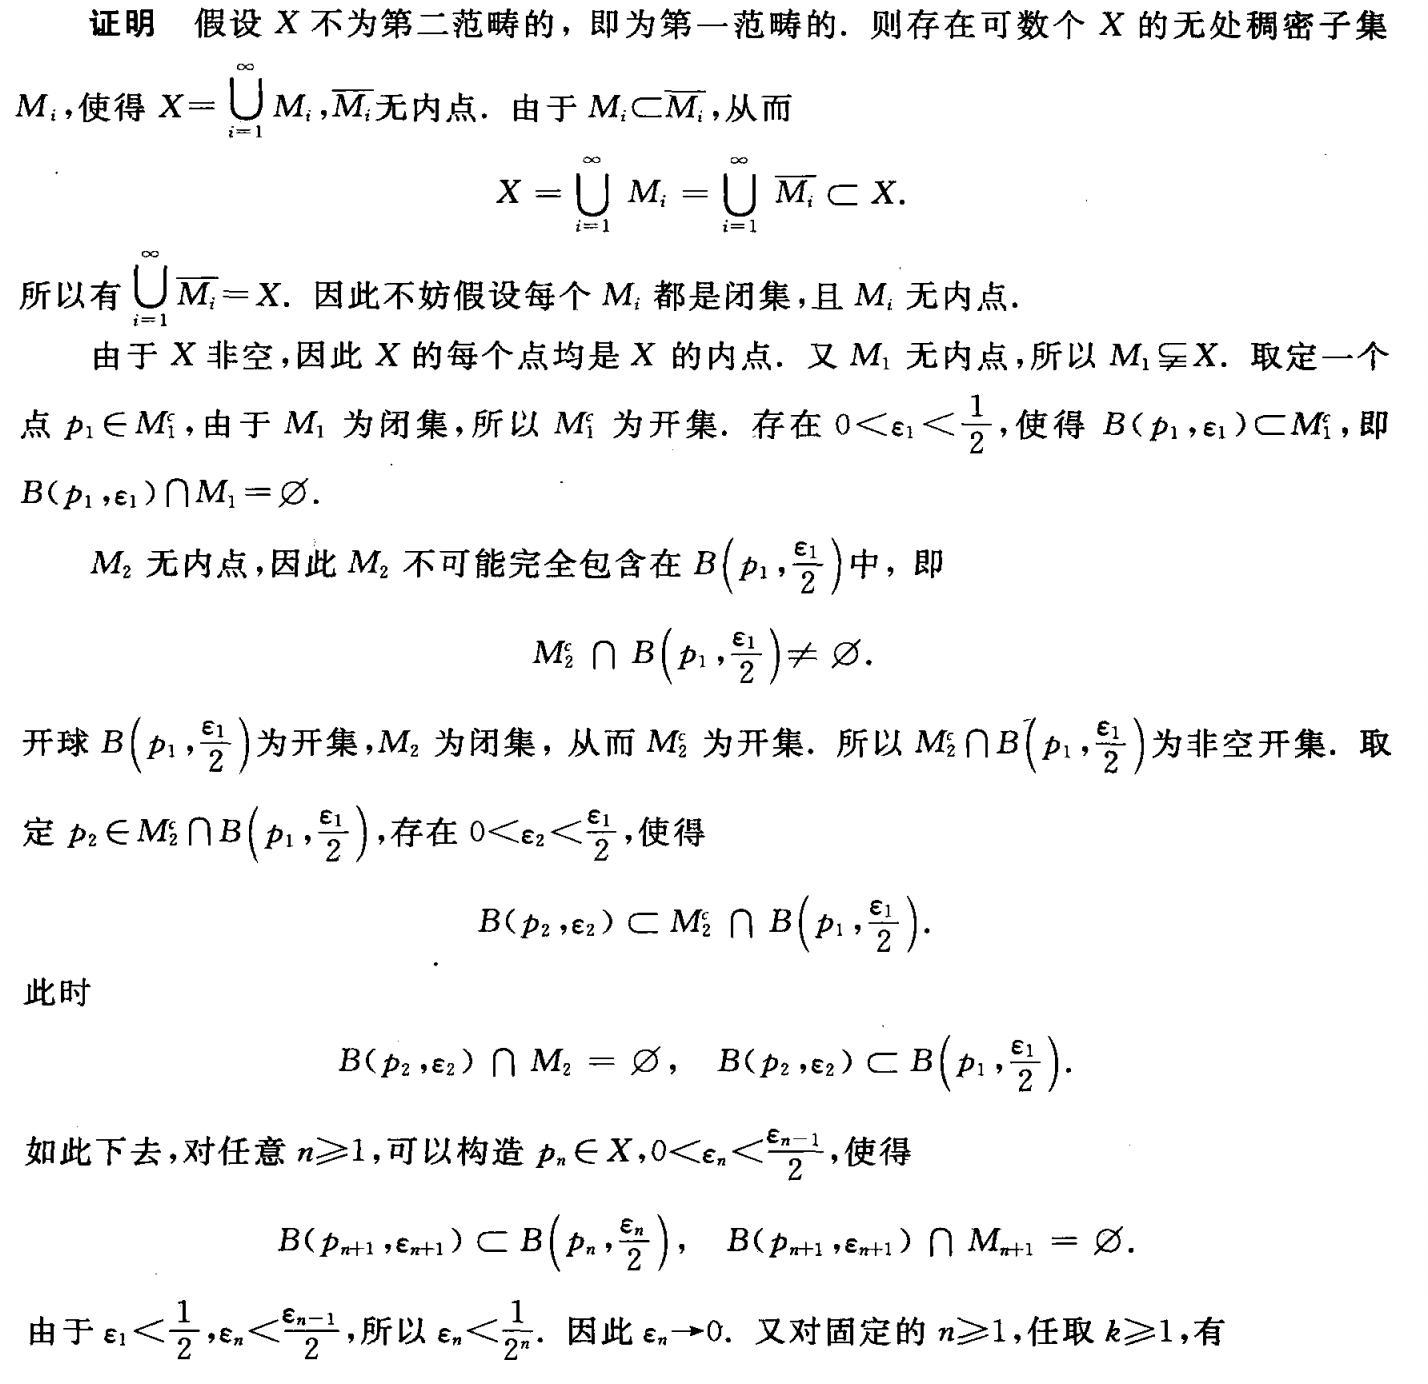 证明 假设 X 不为第二范畴的，即为第一范畴的. 则存在可数个 X 的无处稠密子集
$M_i$,使得 $X=\bigcup_{i=1}^{\infty} M_i,\overline{M_i}$无内点. 由于 $M_i\subset\overline{M_i}$,从而
$X=\bigcup_{i=1}^{\infty} M_i=\bigcup_{i=1}^{\infty}\overline{M_i}\subset X.$
所以有 $\bigcup_{i=1}^{\infty}\overline{M_i}=X$. 因此不妨假设每个 $M_i$ 都是闭集,且 $M_i$ 无内点.
由于 X 非空,因此 X 的每个点均是 X 的内点. 又 $M_1$ 无内点,所以 $M_1\subsetneqq X$. 取定一个
点 $p_1\in M_1^c$,由于 $M_1$ 为闭集,所以 $M_1^c$ 为开集. 存在 $0<\varepsilon_1<\frac{1}{2}$,使得 $B(p_1,\varepsilon_1)\subset M_1^c$,即
$B(p_1,\varepsilon_1)\cap M_1=\varnothing$.
$M_2$ 无内点,因此 $M_2$ 不可能完全包含在 $B\left(p_1,\frac{\varepsilon_1}{2}\right)$中，即
$M_2^c\cap B\left(p_1,\frac{\varepsilon_1}{2}\right)\neq\varnothing.$
开球 $B\left(p_1,\frac{\varepsilon_1}{2}\right)$为开集,$M_2$ 为闭集，从而 $M_2^c$ 为开集. 所以 $M_2^c\cap B\left(p_1,\frac{\varepsilon_1}{2}\right)$为非空开集. 取
定 $p_2\in M_2^c\cap B\left(p_1,\frac{\varepsilon_1}{2}\right)$,存在 $0<\varepsilon_2<\frac{\varepsilon_1}{2}$,使得
$B(p_2,\varepsilon_2)\subset M_2^c\cap B\left(p_1,\frac{\varepsilon_1}{2}\right).$
此时
$B(p_2,\varepsilon_2)\cap M_2=\varnothing,\quad B(p_2,\varepsilon_2)\subset B\left(p_1,\frac{\varepsilon_1}{2}\right).$
如此下去,对任意 $n\geqslant 1$,可以构造 $p_n\in X,0<\varepsilon_n<\frac{\varepsilon_{n-1}}{2}$,使得
$B(p_{n+1},\varepsilon_{n+1})\subset B\left(p_n,\frac{\varepsilon_n}{2}\right),\quad B(p_{n+1},\varepsilon_{n+1})\cap M_{n+1}=\varnothing.$
由于 $\varepsilon_1<\frac{1}{2},\varepsilon_n<\frac{\varepsilon_{n-1}}{2}$,所以 $\varepsilon_n<\frac{1}{2^n}$. 因此 $\varepsilon_n\to 0$. 又对固定的 $n\geqslant 1$,任取 $k\geqslant 1$,有